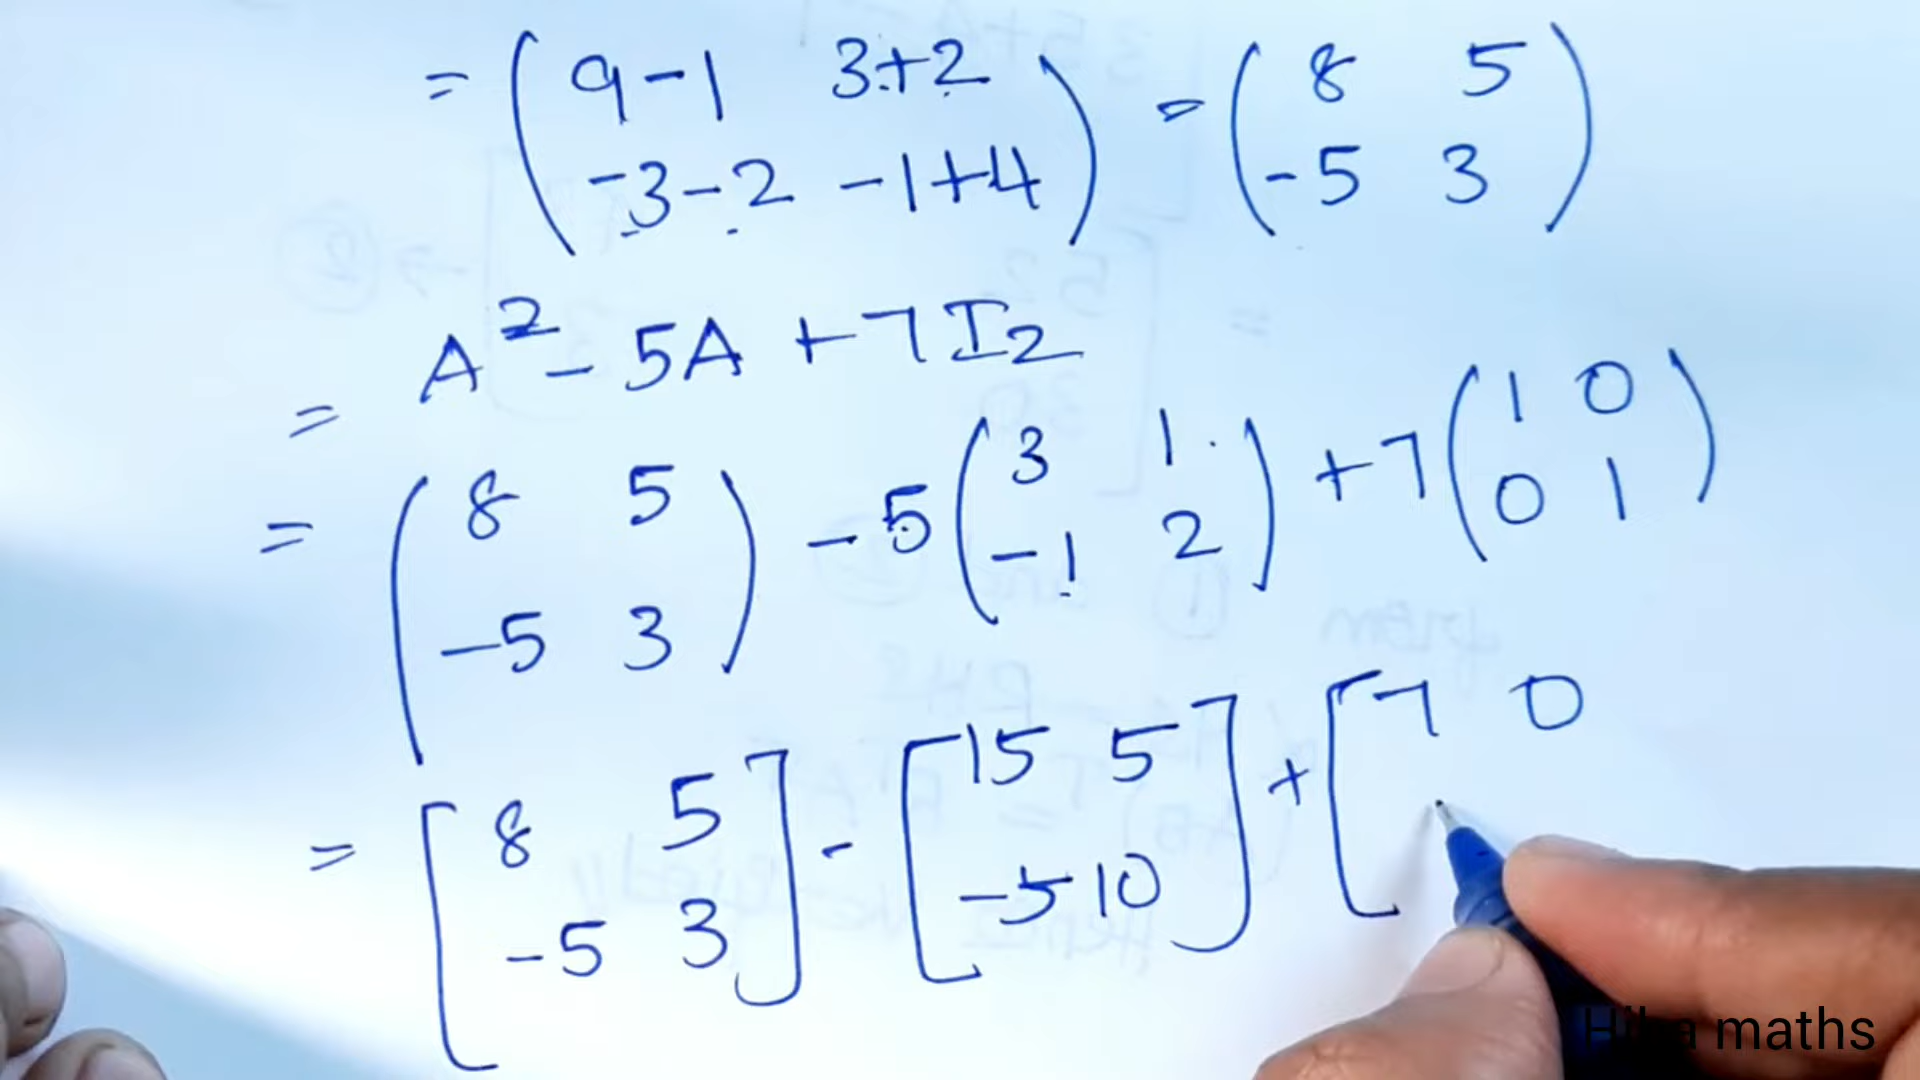 = ( 9-1 3+2 ) = ( 8 5 )
( -3-2 -1+4 ) ( -5 3 )
A² - 5A + 7I₂
=
= ( 8 5 ) - 5 ( 3 1 ) + 7 ( 1 0 )
( -5 3 ) ( -1 2 ) ( 0 1 )
= [ 8 5 ] - [ 15 5 ] + [ 7 0
[ -5 3 ] [ -5 10 ]
maths